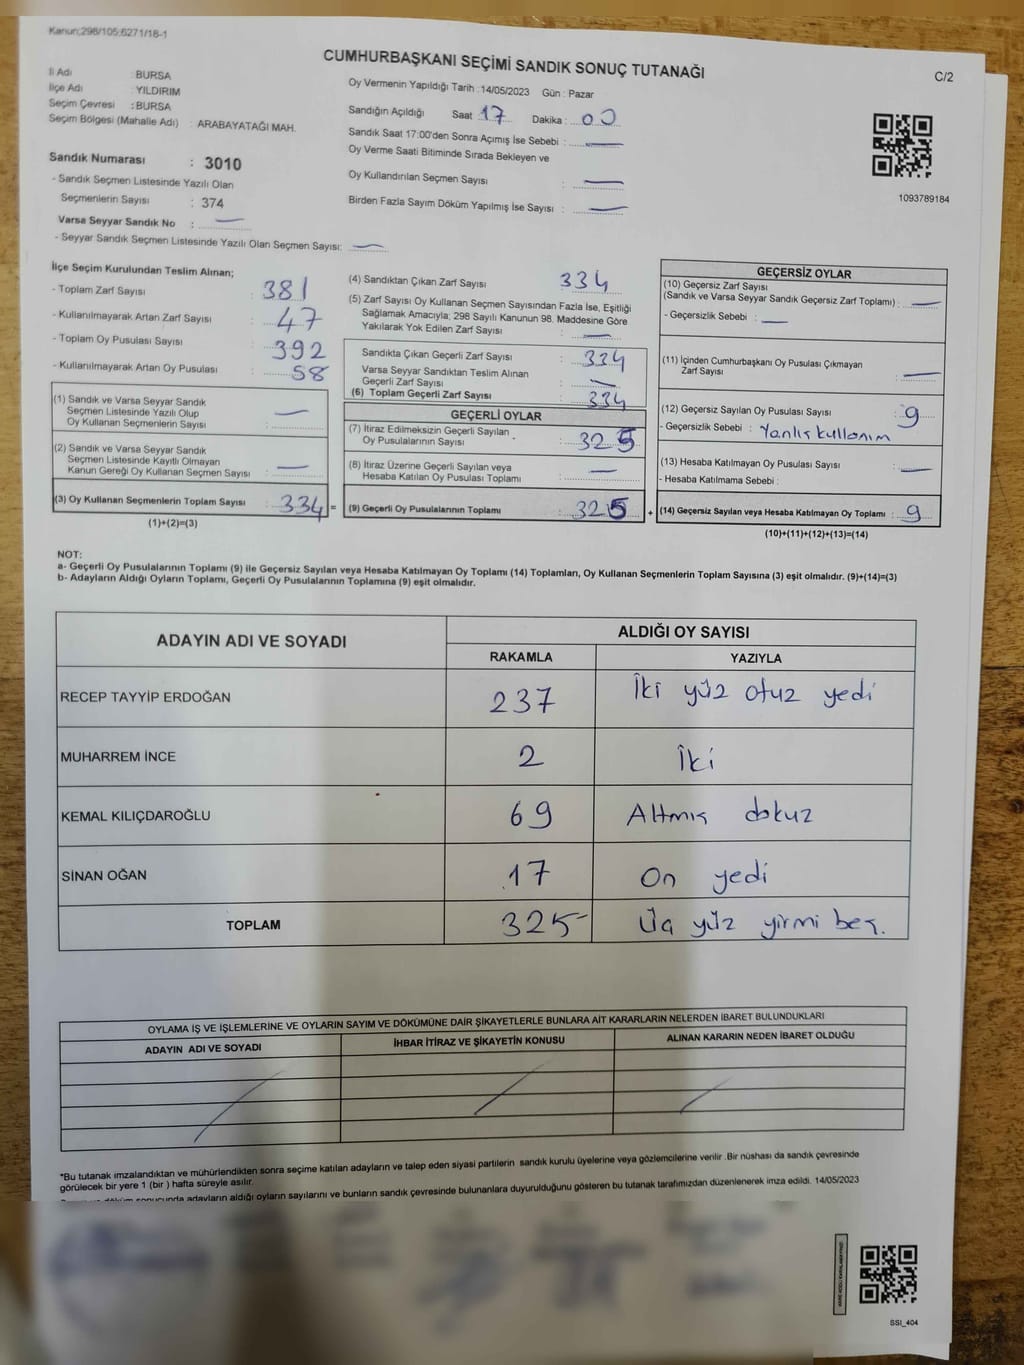 Kanun;298/105;6271/18-1
CUMHURBAŞKANI SEÇİMİ SANDIK SONUÇ TUTANAĞI
C/2
İl Adı : BURSA
İlçe Adı : YILDIRIM
Seçim Çevresi : BURSA
Seçim Bölgesi (Mahalle Adı) : ARABAYATAĞI MAH.
Sandık Numarası : 3010
- Sandık Seçmen Listesinde Yazılı Olan
Seçmenlerin Sayısı : 374
Varsa Seyyar Sandık No : —
- Seyyar Sandık Seçmen Listesinde Yazılı Olan Seçmen Sayısı: —
Oy Vermenin Yapıldığı Tarih :14/05/2023 Gün : Pazar
Sandığın Açıldığı Saat : 17 Dakika : 00
Sandık Saat 17:00'den Sonra Açımış İse Sebebi : —
Oy Verme Saati Bitiminde Sırada Bekleyen ve
Oy Kullandırılan Seçmen Sayısı : —
Birden Fazla Sayım Döküm Yapılmış İse Sayısı : —
1093789184
İlçe Seçim Kurulundan Teslim Alınan;
- Toplam Zarf Sayısı : 381
- Kullanılmayarak Artan Zarf Sayısı : 47
- Toplam Oy Pusulası Sayısı : 392
- Kullanılmayarak Artan Oy Pusulası : 58
(1) Sandık ve Varsa Seyyar Sandık
Seçmen Listesinde Yazılı Olup
Oy Kullanan Seçmenlerin Sayısı : —
(2) Sandık ve Varsa Seyyar Sandık
Seçmen Listesinde Kayıtlı Olmayan
Kanun Gereği Oy Kullanan Seçmen Sayısı : —
(3) Oy Kullanan Seçmenlerin Toplam Sayısı : 334 =
(1)+(2)=(3)
(4) Sandıktan Çıkan Zarf Sayısı : 334
(5) Zarf Sayısı Oy Kullanan Seçmen Sayısından Fazla İse, Eşitliği
Sağlamak Amacıyla; 298 Sayılı Kanunun 98. Maddesine Göre
Yakılarak Yok Edilen Zarf Sayısı : —
Sandıkta Çıkan Geçerli Zarf Sayısı : 334
Varsa Seyyar Sandıktan Teslim Alınan
Geçerli Zarf Sayısı : —
(6) Toplam Geçerli Zarf Sayısı : 334
GEÇERLİ OYLAR
(7) İtiraz Edilmeksizin Geçerli Sayılan
Oy Pusulalarının Sayısı : 325
(8) İtiraz Üzerine Geçerli Sayılan veya
Hesaba Katılan Oy Pusulası Toplamı : —
(9) Geçerli Oy Pusulalarının Toplamı : 325 +
GEÇERSİZ OYLAR
(10) Geçersiz Zarf Sayısı
(Sandık ve Varsa Seyyar Sandık Geçersiz Zarf Toplamı) : —
- Geçersizlik Sebebi : —
(11) İçinden Cumhurbaşkanı Oy Pusulası Çıkmayan
Zarf Sayısı : —
(12) Geçersiz Sayılan Oy Pusulası Sayısı : 9
- Geçersizlik Sebebi : Yanlış kullanım
(13) Hesaba Katılmayan Oy Pusulası Sayısı : —
- Hesaba Katılmama Sebebi :
(14) Geçersiz Sayılan veya Hesaba Katılmayan Oy Toplamı : 9
(10)+(11)+(12)+(13)=(14)
NOT:
a- Geçerli Oy Pusulalarının Toplamı (9) ile Geçersiz Sayılan veya Hesaba Katılmayan Oy Toplamı (14) Toplamları, Oy Kullanan Seçmenlerin Toplam Sayısına (3) eşit olmalıdır. (9)+(14)=(3)
b- Adayların Aldığı Oyların Toplamı, Geçerli Oy Pusulalarının Toplamına (9) eşit olmalıdır.
ADAYIN ADI VE SOYADI ALDIĞI OY SAYISI
RAKAMLA YAZIYLA
RECEP TAYYİP ERDOĞAN 237 İki yüz otuz yedi
MUHARREM İNCE 2 İki
KEMAL KILIÇDAROĞLU 69 Altmış dokuz
SİNAN OĞAN 17 On yedi
TOPLAM 325 Üç yüz yirmi beş.
OYLAMA İŞ VE İŞLEMLERİNE VE OYLARIN SAYIM VE DÖKÜMÜNE DAİR ŞİKAYETLERLE BUNLARA AİT KARARLARIN NELERDEN İBARET BULUNDUKLARI
ADAYIN ADI VE SOYADI İHBAR İTİRAZ VE ŞİKAYETİN KONUSU ALINAN KARARIN NEDEN İBARET OLDUĞU
*Bu tutanak imzalandıktan ve mühürlendikten sonra seçime katılan adayların ve talep eden siyasi partilerin sandık kurulu üyelerine veya gözlemcilerine verilir .Bir nüshası da sandık çevresinde
görülecek bir yere 1 (bir ) hafta süreyle asılır.
döküm sonucunda adayların aldığı oyların sayılarını ve bunların sandık çevresinde bulunanlara duyurulduğunu gösteren bu tutanak tarafımızdan düzenlenerek imza edildi. 14/05/2023
SSI_404